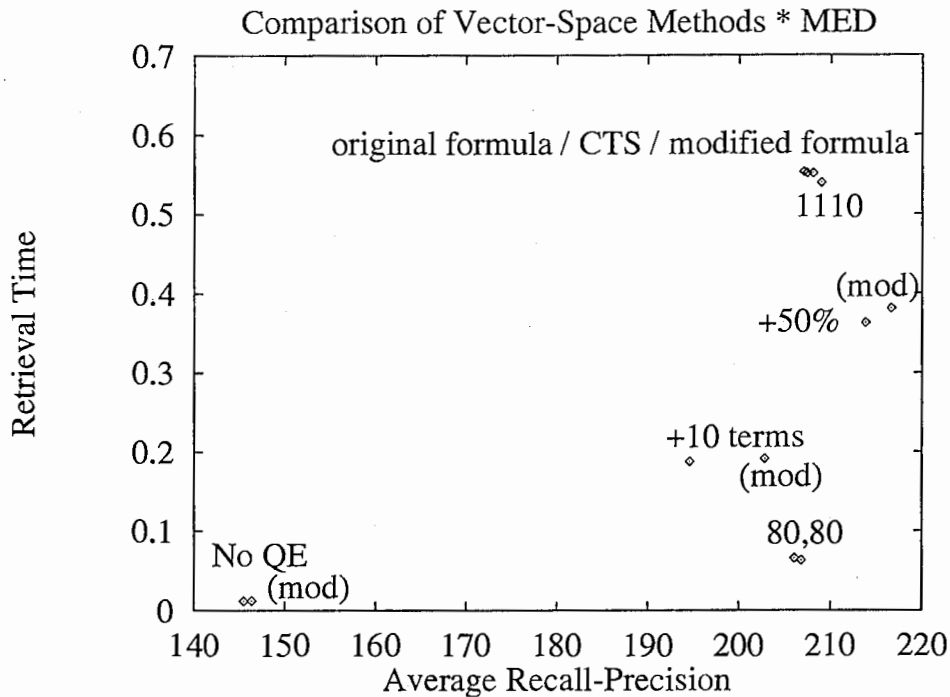 Comparison of Vector-Space Methods * MED
0.7
0.6
0.5
0.4
0.3
0.2
0.1
0
Retrieval Time
original formula / CTS / modified formula
1110
(mod)
+50%
+10 terms
(mod)
80,80
No QE
(mod)
140 150 160 170 180 190 200 210 220
Average Recall-Precision